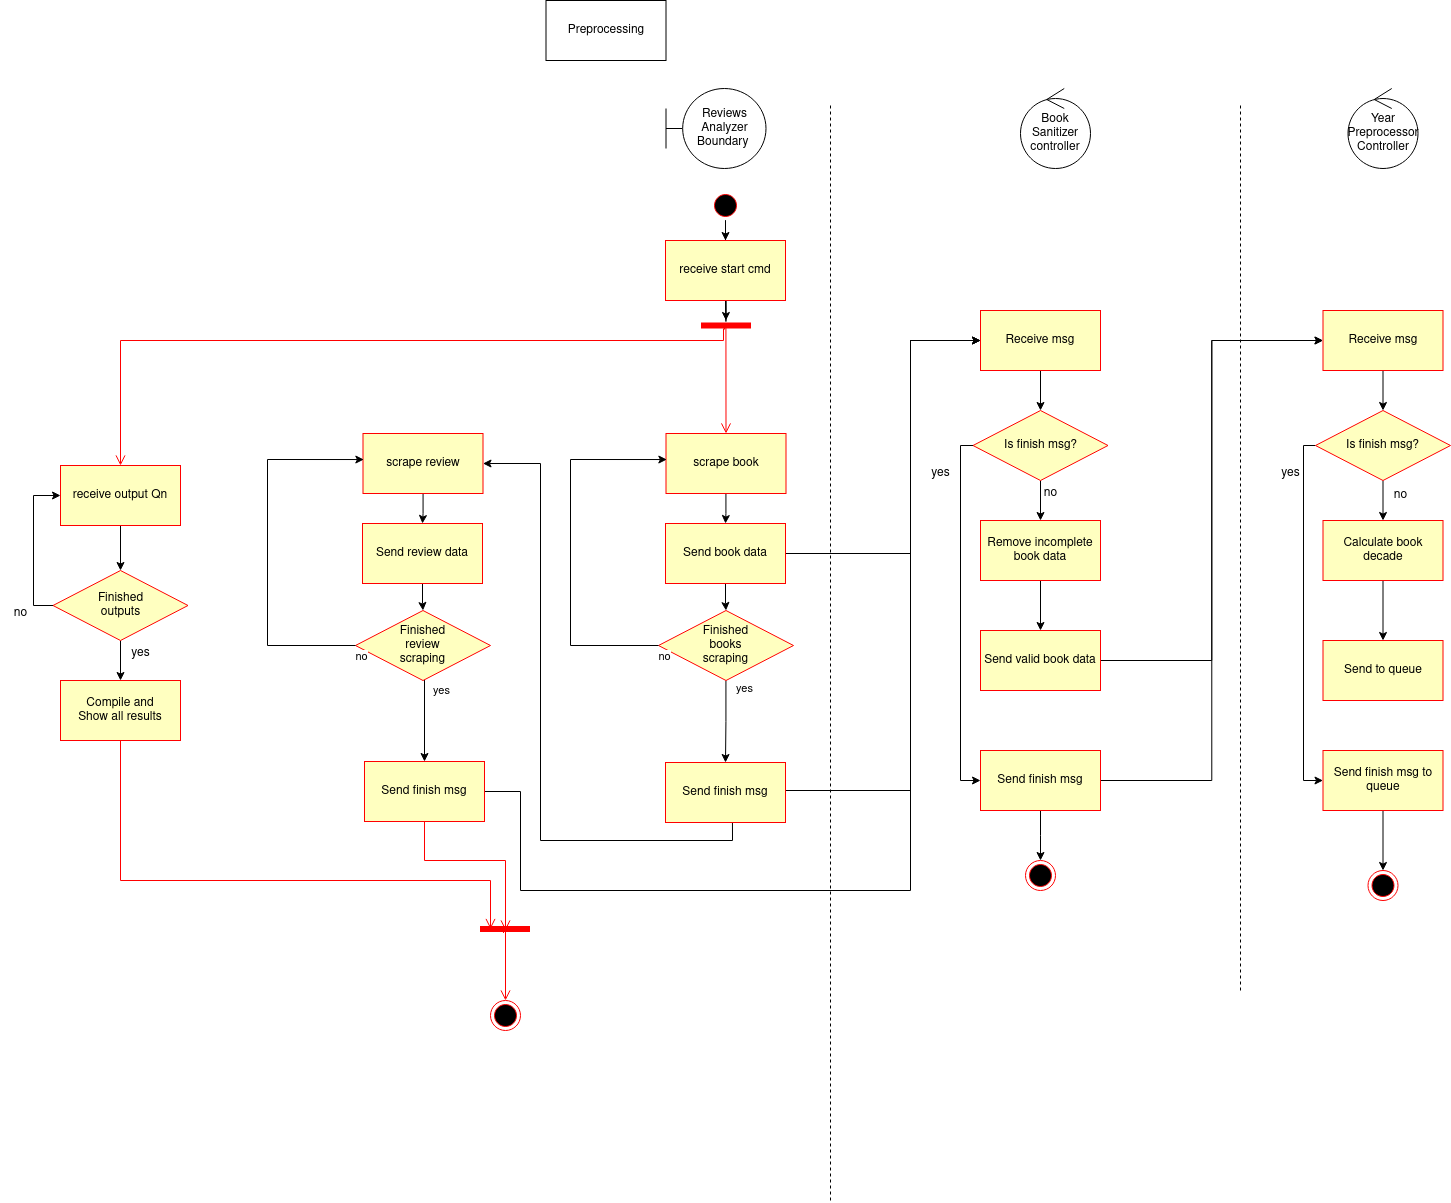 Preprocessing
Reviews
Analyzer
Boundary
Book
Sanitizer
controller
Year
Preprocessor
Controller
receive start cmd
receive output Qn
Finished
outputs
no
yes
Compile and
Show all results
scrape review
Send review data
Finished
review
scraping
no
yes
Send finish msg
scrape book
Send book data
Finished
books
scraping
no
yes
Send finish msg
Receive msg
Is finish msg?
yes
no
Remove incomplete
book data
Send valid book data
Send finish msg
Receive msg
Is finish msg?
yes
no
Calculate book
decade
Send to queue
Send finish msg to
queue